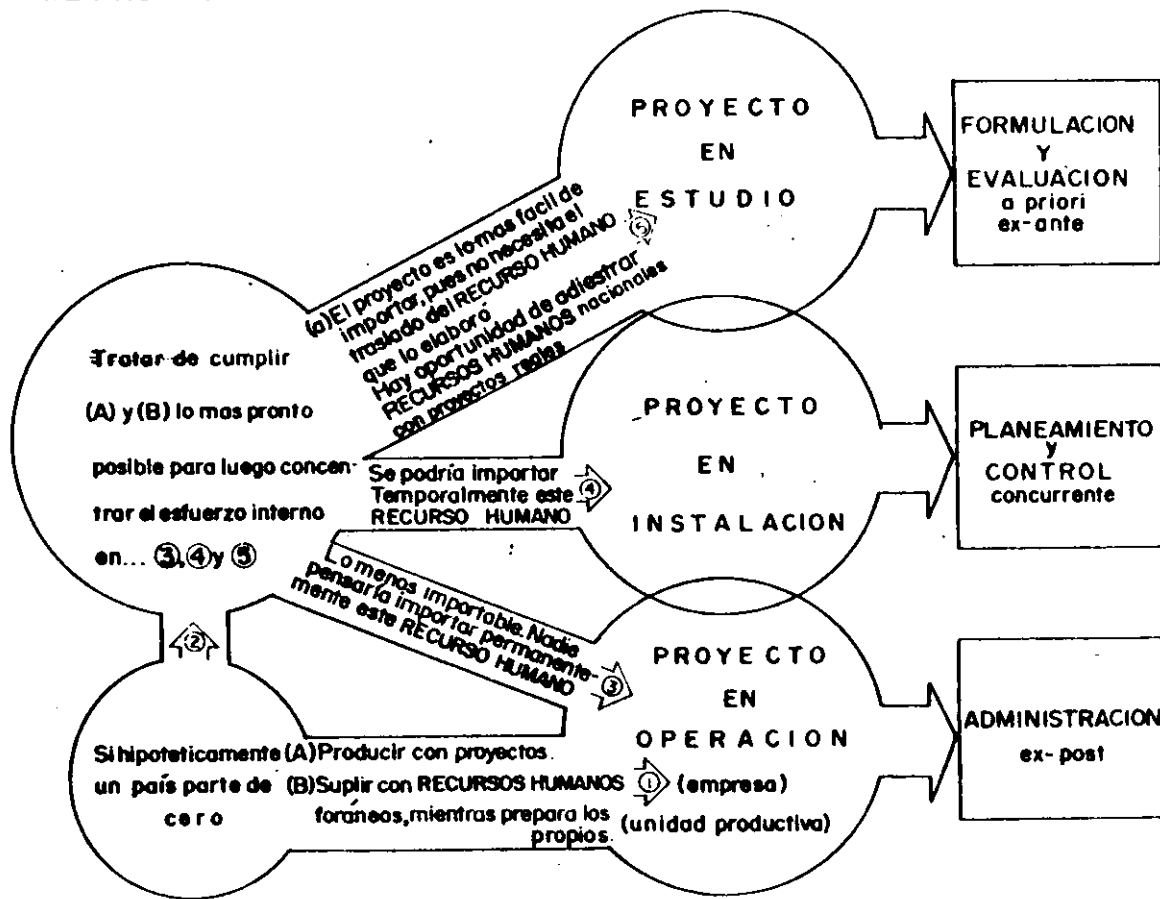 PROYECTO
EN
ESTUDIO
FORMULACION
Y
EVALUACION
a priori
ex-ante
(a) El proyecto es lo mas facil de
importar, pues no necesita el
traslado del RECURSO HUMANO ⑤
que lo elaboró
Hay oportunidad de adiestrar
RECURSOS HUMANOS nacionales
con proyectos reales
Tratar de cumplir
(A) y (B) lo mas pronto
posible para luego concen-
trar el esfuerzo interno
en... ③, ④ y ⑤
Se podría importar
Temporalmente este ④
RECURSO HUMANO
PROYECTO
EN
INSTALACION
PLANEAMIENTO
y
CONTROL
concurrente
Lo menos importable. Nadie
pensaría importar permanente-
mente este RECURSO HUMANO ③
PROYECTO
EN
OPERACION
(empresa)
(unidad productiva)
ADMINISTRACION
ex-post
②
Si hipoteticamente
un país parte de
cero
(A) Producir con proyectos.
(B) Suplir con RECURSOS HUMANOS ①
foráneos, mientras prepara los
propios.